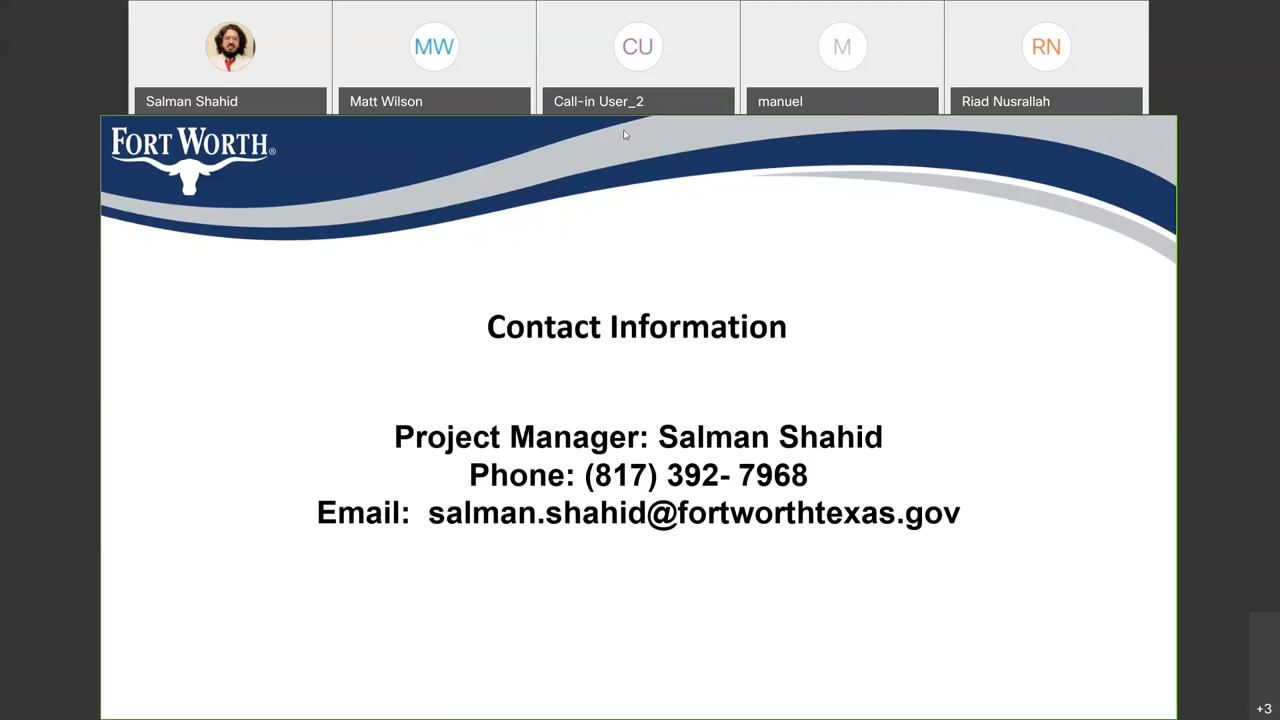 MW
CU
M
RN
Salman Shahid
Matt Wilson
Call-in User_2
manuel
Riad Nusrallah
FORT WORTH®
Contact Information
Project Manager: Salman Shahid
Phone: (817) 392- 7968
Email: salman.shahid@fortworthtexas.gov
+3